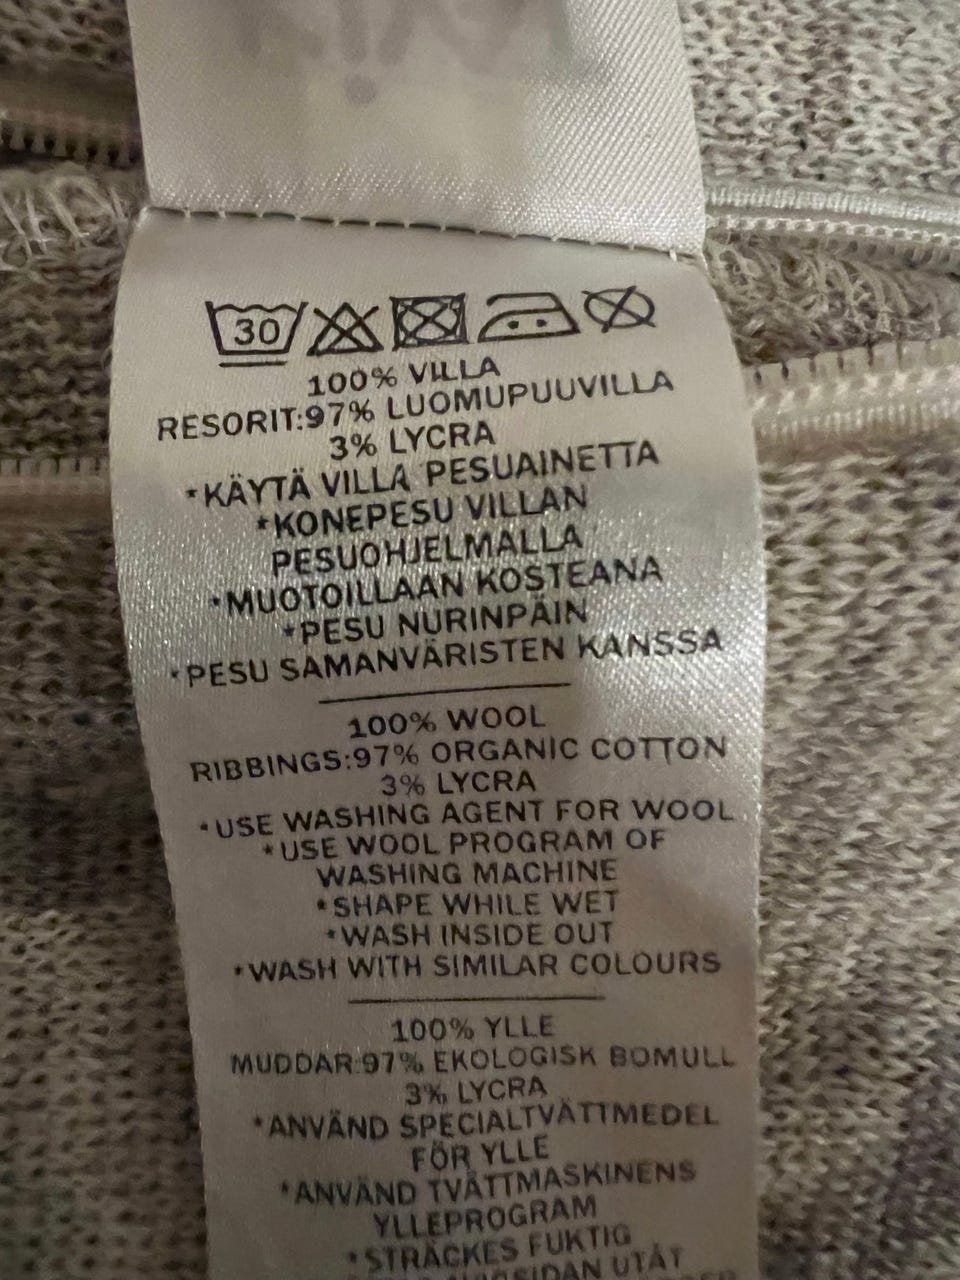 30
100% VILLA
RESORIT:97% LUOMUPUUVILLA
3% LYCRA
*KÄYTÄ VILLA PESUAINETTA
*KONEPESU VILLAN
PESUOHJELMALLA
*MUOTOILLAAN KOSTEANA
*PESU NURINPÄIN
*PESU SAMANVÄRISTEN KANSSA
100% WOOL
RIBBINGS:97% ORGANIC COTTON
3% LYCRA
*USE WASHING AGENT FOR WOOL
*USE WOOL PROGRAM OF
WASHING MACHINE
*SHAPE WHILE WET
*WASH INSIDE OUT
*WASH WITH SIMILAR COLOURS
100% YLLE
MUDDAR:97% EKOLOGISK BOMULL
3% LYCRA
*ANVÄND SPECIALTVÄTTMEDEL
FÖR YLLE
*ANVÄND TVÄTTMASKINENS
YLLEPROGRAM
*STRÄCKES FUKTIG
UTÅT